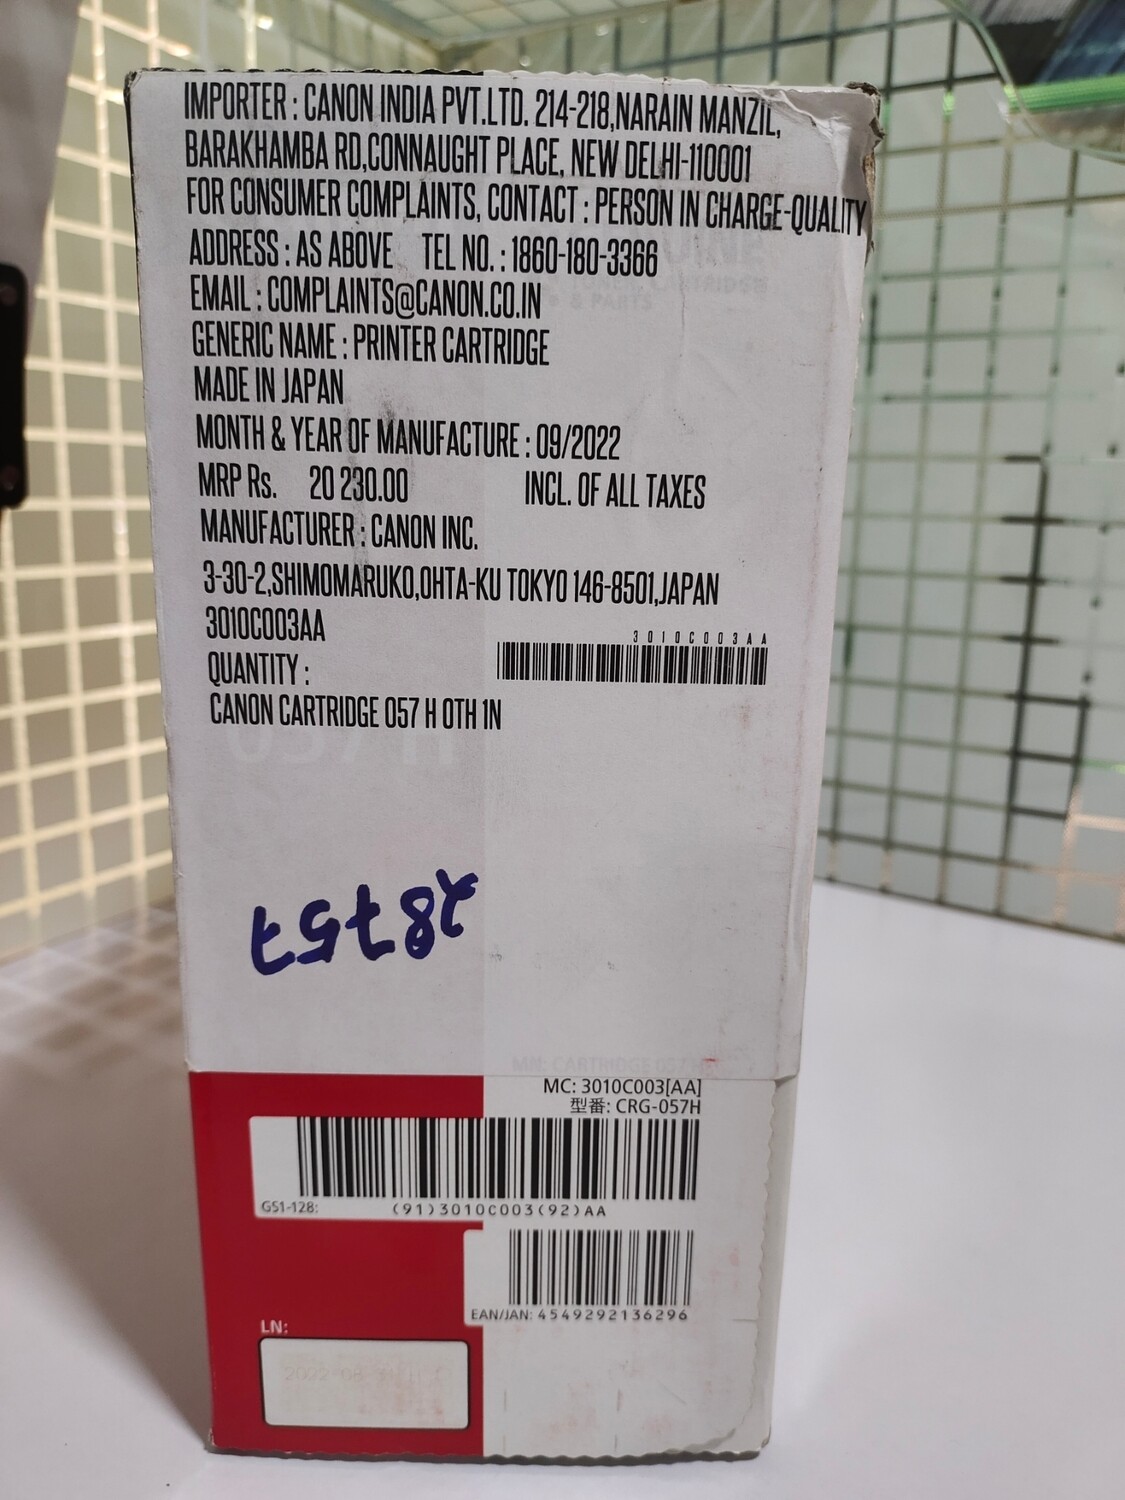 IMPORTER : CANON INDIA PVT.LTD. 214-218,NARAIN MANZIL,
BARAKHAMBA RD,CONNAUGHT PLACE, NEW DELHI-110001
FOR CONSUMER COMPLAINTS, CONTACT : PERSON IN CHARGE-QUALITY
ADDRESS : AS ABOVE TEL NO. : 1860-180-3366
EMAIL : COMPLAINTS@CANON.CO.IN
GENERIC NAME : PRINTER CARTRIDGE
MADE IN JAPAN
MONTH & YEAR OF MANUFACTURE : 09/2022
MRP Rs. 20 230.00 INCL. OF ALL TAXES
MANUFACTURER : CANON INC.
3-30-2,SHIMOMARUKO,OHTA-KU TOKYO 146-8501,JAPAN
3010C003AA
3010C003AA
QUANTITY :
CANON CARTRIDGE 057 H OTH 1N
057 H
MN: CARTRIDGE 057 H
MC: 3010C003[AA]
型番: CRG-057H
GS1-128: (91)3010C003(92)AA
EAN/JAN: 4549292136296
LN: